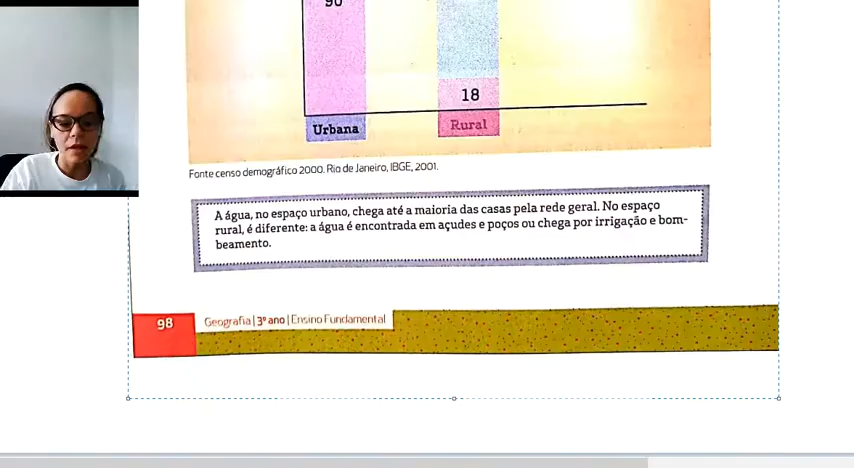 90
18
Urbana
Rural
Fonte censo demográfico 2000. Rio de Janeiro, IBGE, 2001.
A água, no espaço urbano, chega até a maioria das casas pela rede geral. No espaço
rural, é diferente: a água é encontrada em açudes e poços ou chega por irrigação e bom-
beamento.
98 Geografia | 3º ano | Ensino Fundamental